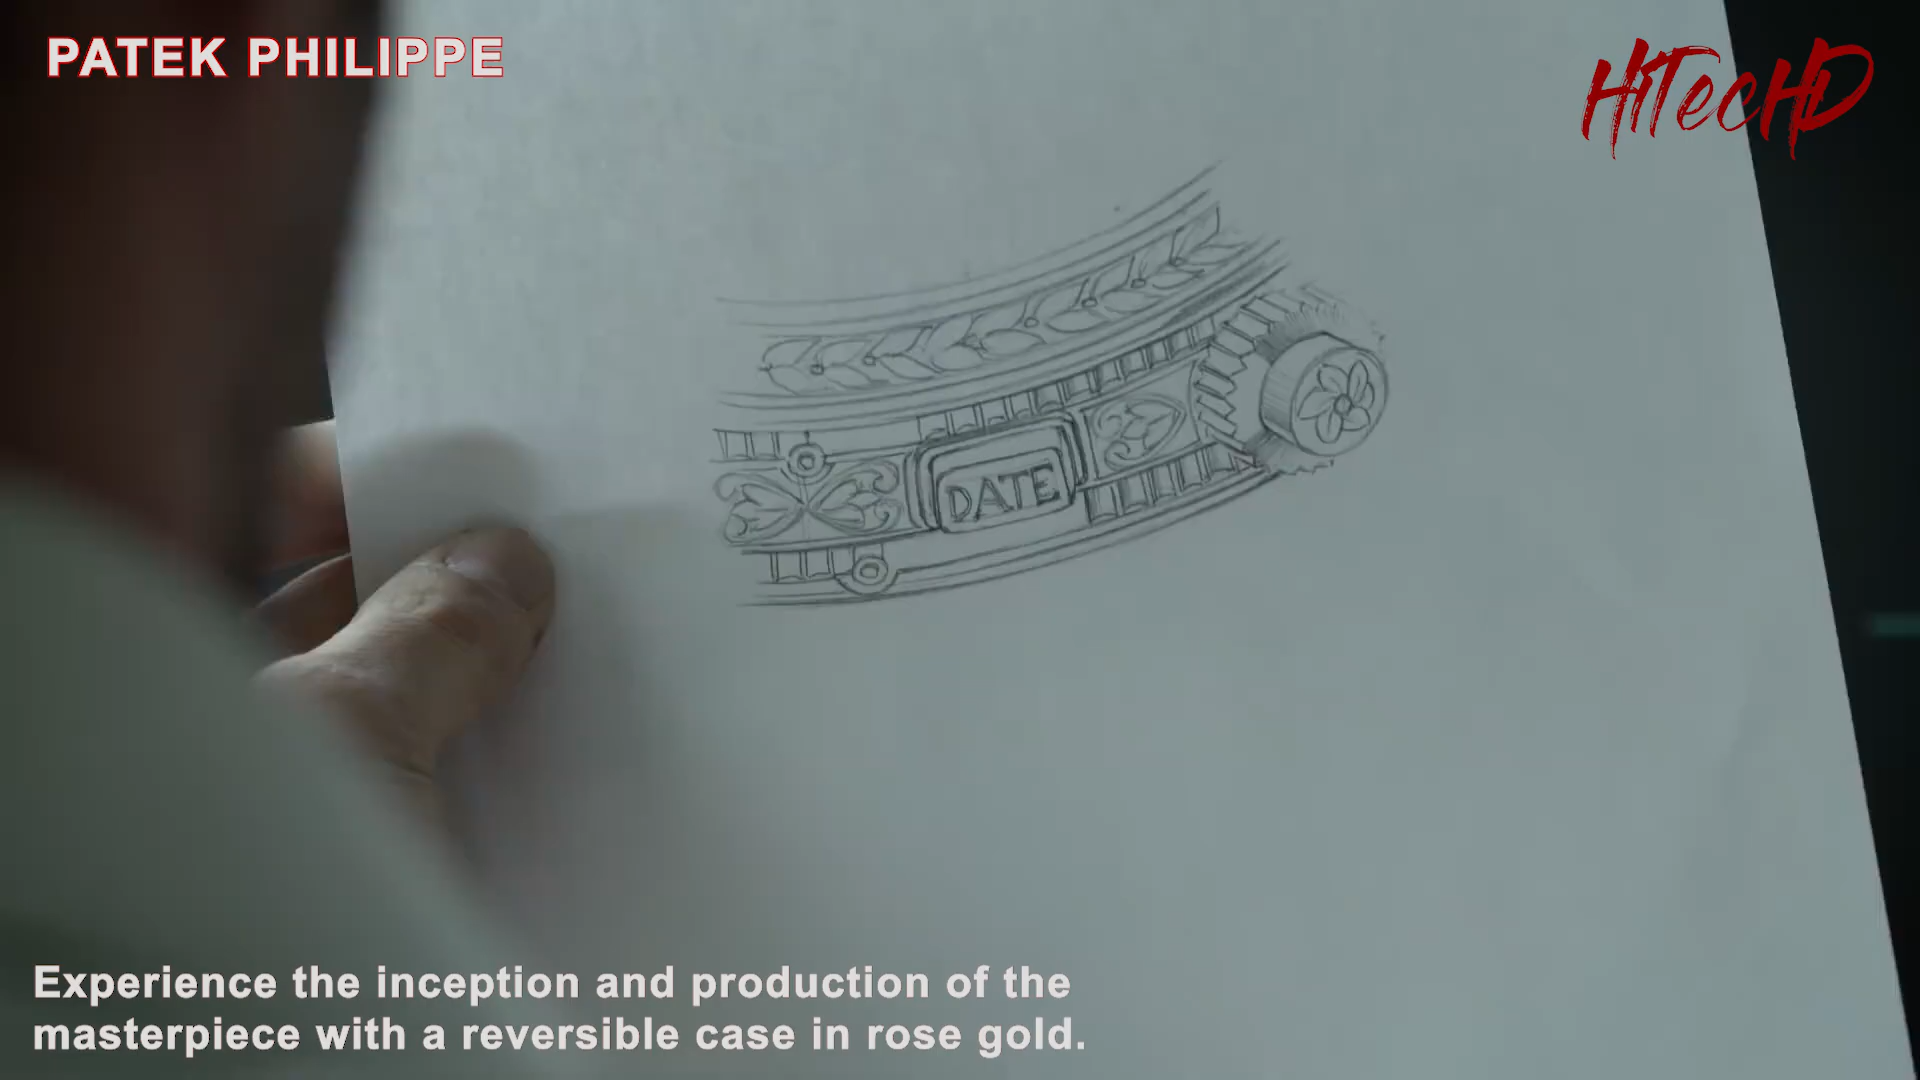 PATEK PHILIPPE
HiTecHD
DATE
Experience the inception and production of the
masterpiece with a reversible case in rose gold.